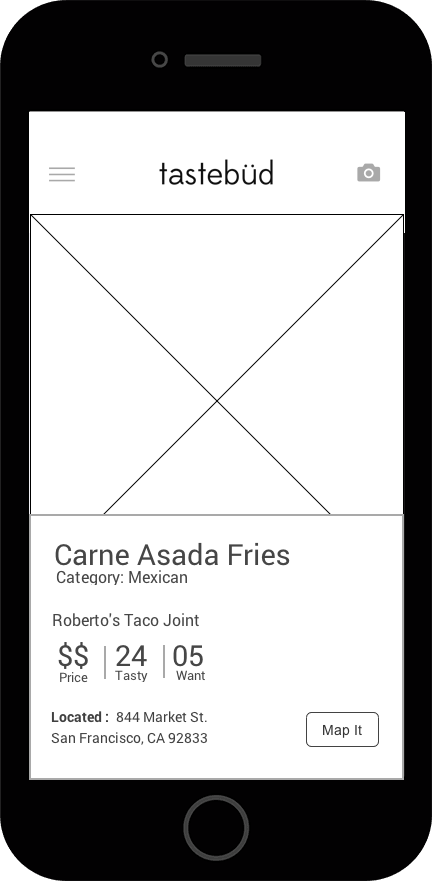 tastebüd
Carne Asada Fries
Category: Mexican
Roberto's Taco Joint
$$ 24 05
Price Tasty Want
Located : 844 Market St.
San Francisco, CA 92833
Map It